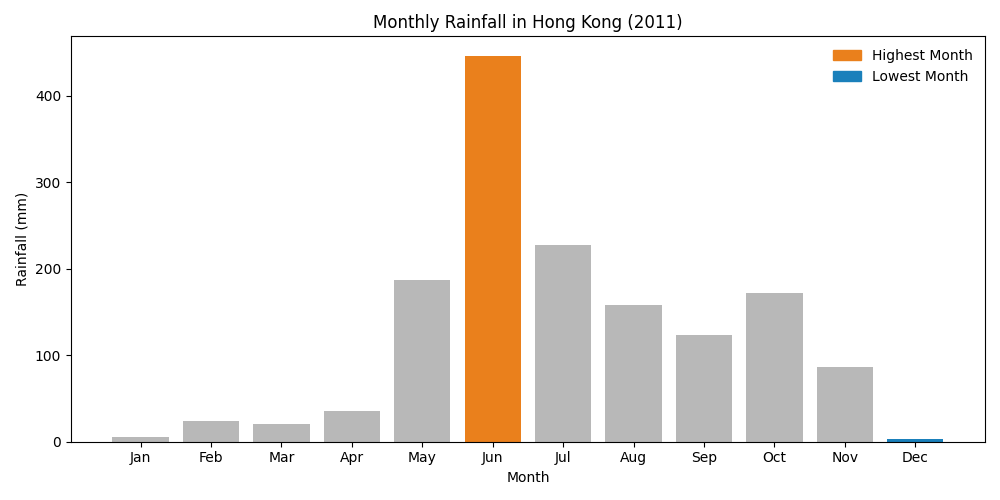 Monthly Rainfall in Hong Kong (2011)
Highest Month
Lowest Month
Rainfall (mm)
400
300
200
100
0
Jan Feb Mar Apr May Jun Jul Aug Sep Oct Nov Dec
Month